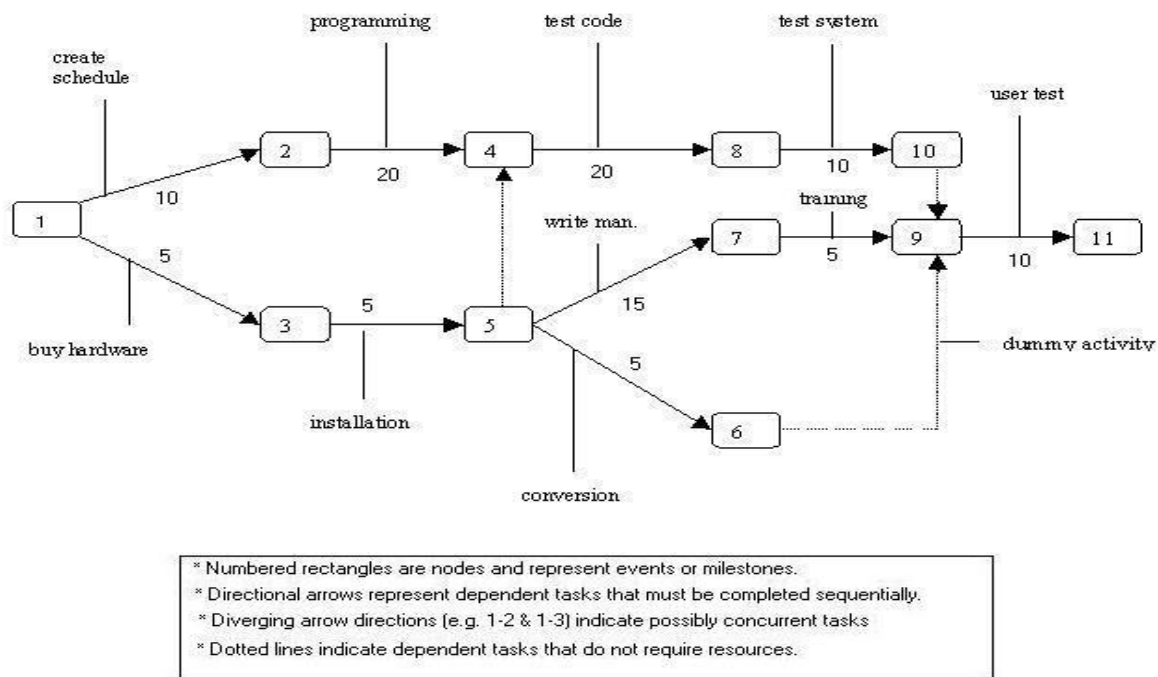 programming
test code
test system
create
schedule
user test
2
4
8
10
20
20
10
10
1
training
write man.
7
9
11
5
5
10
5
15
3
5
dummy activity
buy hardware
5
installation
6
conversion
* Numbered rectangles are nodes and represent events or milestones.
* Directional arrows represent dependent tasks that must be completed sequentially.
* Diverging arrow directions (e.g. 1-2 & 1-3) indicate possibly concurrent tasks
* Dotted lines indicate dependent tasks that do not require resources.